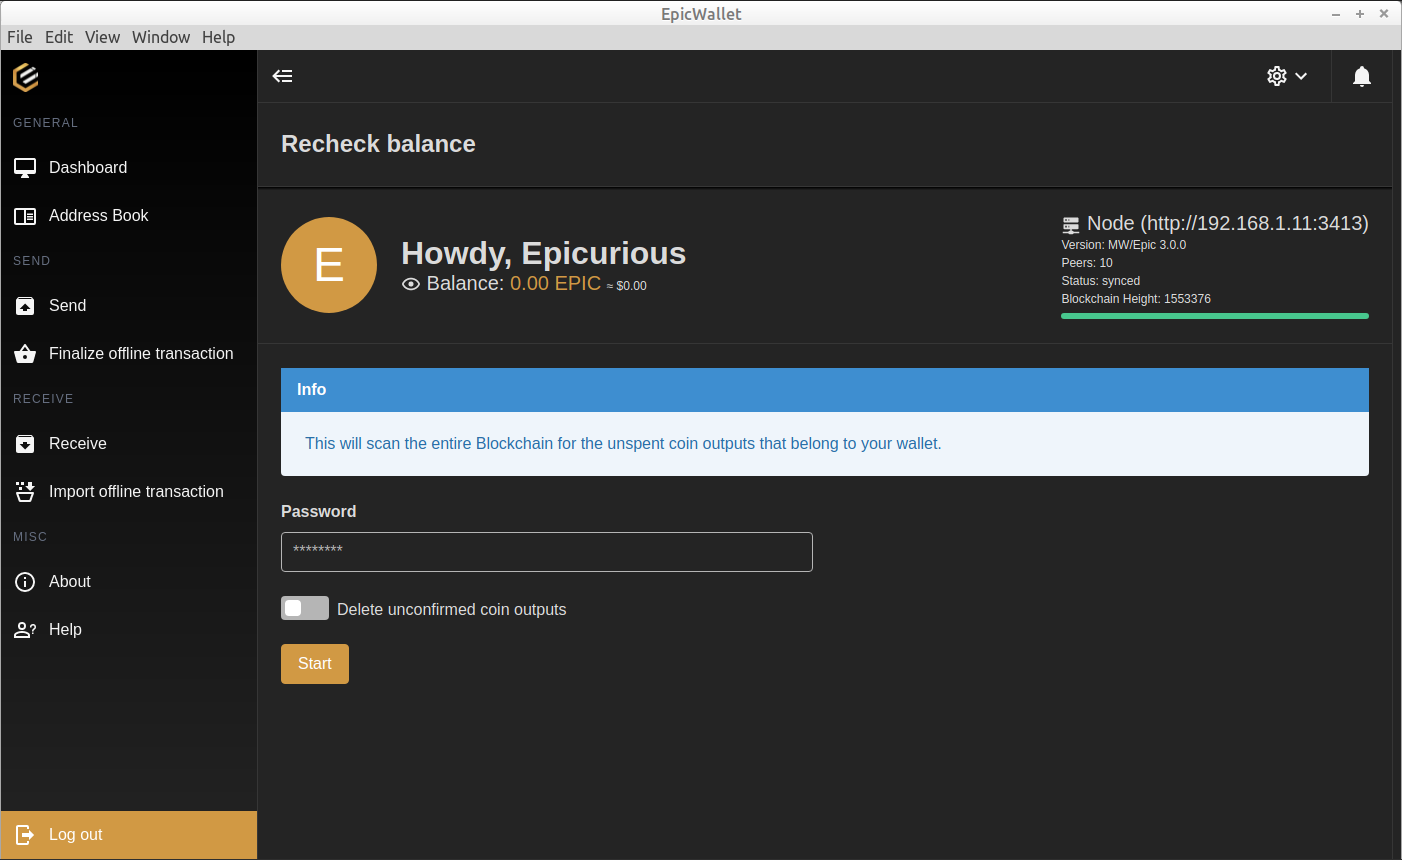 EpicWallet
File Edit View Window Help
GENERAL
Dashboard
Address Book
SEND
Send
Finalize offline transaction
RECEIVE
Receive
Import offline transaction
MISC
About
Help
Log out
Recheck balance
E
Howdy, Epicurious
Balance: 0.00 EPIC ≈ $0.00
Node (http://192.168.1.11:3413)
Version: MW/Epic 3.0.0
Peers: 10
Status: synced
Blockchain Height: 1553376
Info
This will scan the entire Blockchain for the unspent coin outputs that belong to your wallet.
Password
********
Delete unconfirmed coin outputs
Start